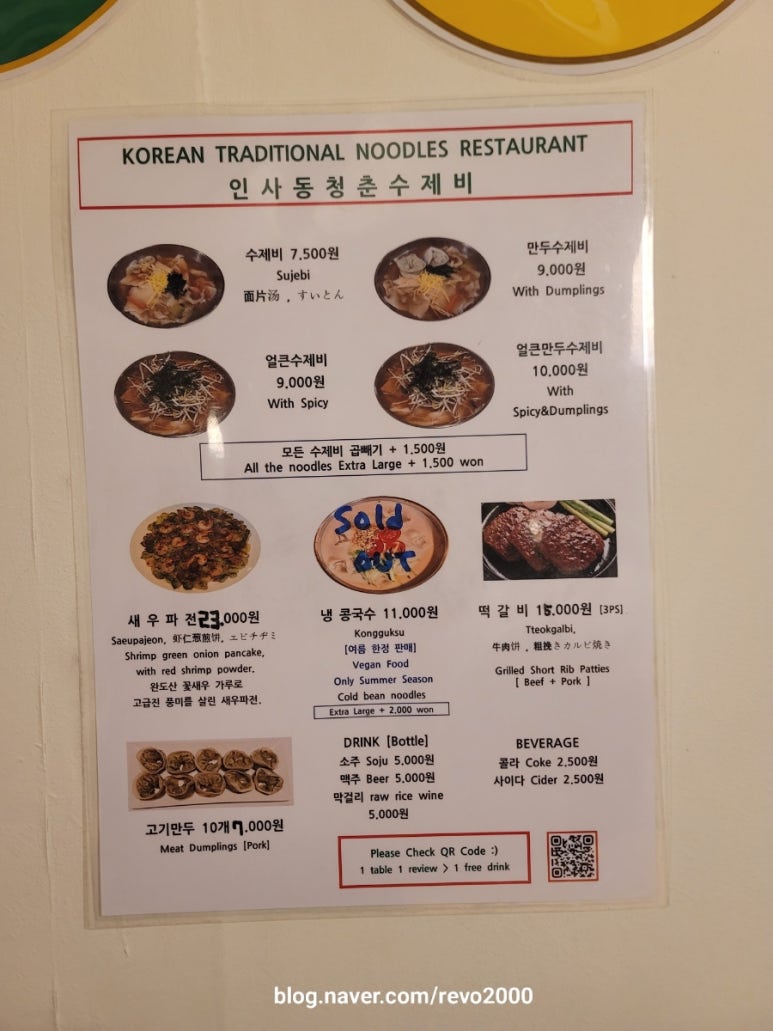 KOREAN TRADITIONAL NOODLES RESTAURANT
인사동청춘수제비
수제비 7,500원
Sujebi
面片汤 , すいとん
만두수제비
9,000원
With Dumplings
얼큰수제비
9,000원
With Spicy
얼큰만두수제비
10,000원
With
Spicy&Dumplings
모든 수제비 곱빼기 + 1,500원
All the noodles Extra Large + 1,500 won
새우파전 23,000원
Saeupajeon, 虾仁葱煎饼, エビチヂミ
Shrimp green onion pancake,
with red shrimp powder.
완도산 꽃새우 가루로
고급진 풍미를 살린 새우파전.
Sold
OUT
냉 콩국수 11,000원
Kongguksu
[여름 한정 판매]
Vegan Food
Only Summer Season
Cold bean noodles
Extra Large + 2,000 won
떡갈비 15,000원 [3PS]
Tteokgalbi,
牛肉饼 , 粗挽きカルビ焼き
Grilled Short Rib Patties
[ Beef + Pork ]
고기만두 10개 7,000원
Meat Dumplings [Pork]
DRINK [Bottle]
소주 Soju 5,000원
맥주 Beer 5,000원
막걸리 raw rice wine
5,000원
BEVERAGE
콜라 Coke 2,500원
사이다 Cider 2,500원
Please Check QR Code :)
1 table 1 review > 1 free drink
blog.naver.com/revo2000